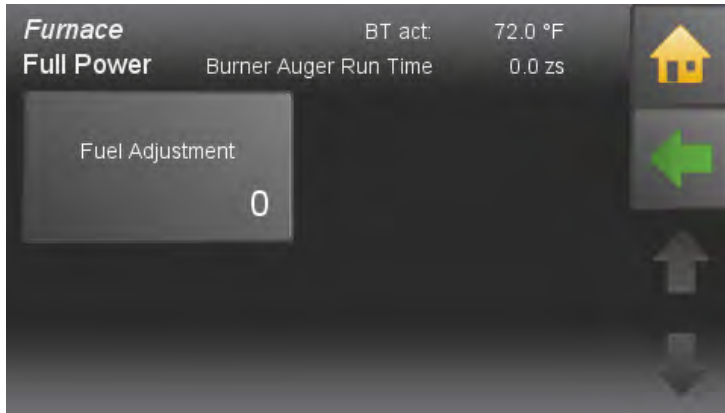 Furnace BT act: 72.0 °F
Full Power Burner Auger Run Time 0.0 zs
Fuel Adjustment
0